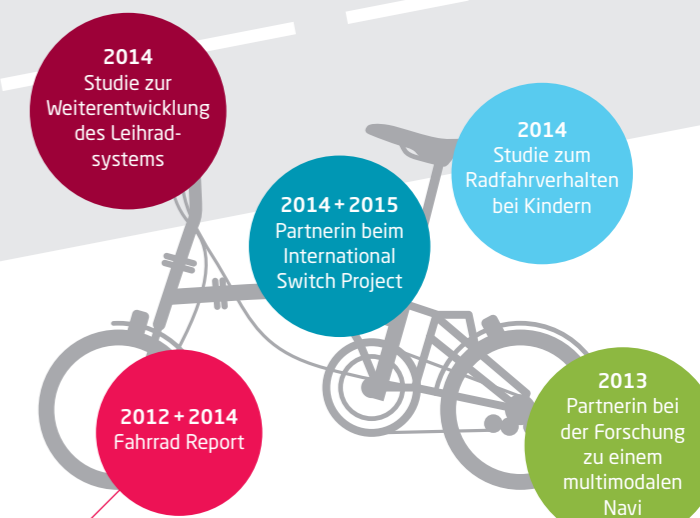 2014
Studie zur
Weiterentwicklung
des Leihrad-
systems
2014
Studie zum
Radfahrverhalten
bei Kindern
2014 + 2015
Partnerin beim
International
Switch Project
2012 + 2014
Fahrrad Report
2013
Partnerin bei
der Forschung
zu einem
multimodalen
Navi